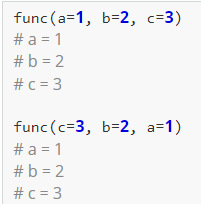 func(a=1, b=2, c=3)
# a = 1
# b = 2
# c = 3
func(c=3, b=2, a=1)
# a = 1
# b = 2
# c = 3